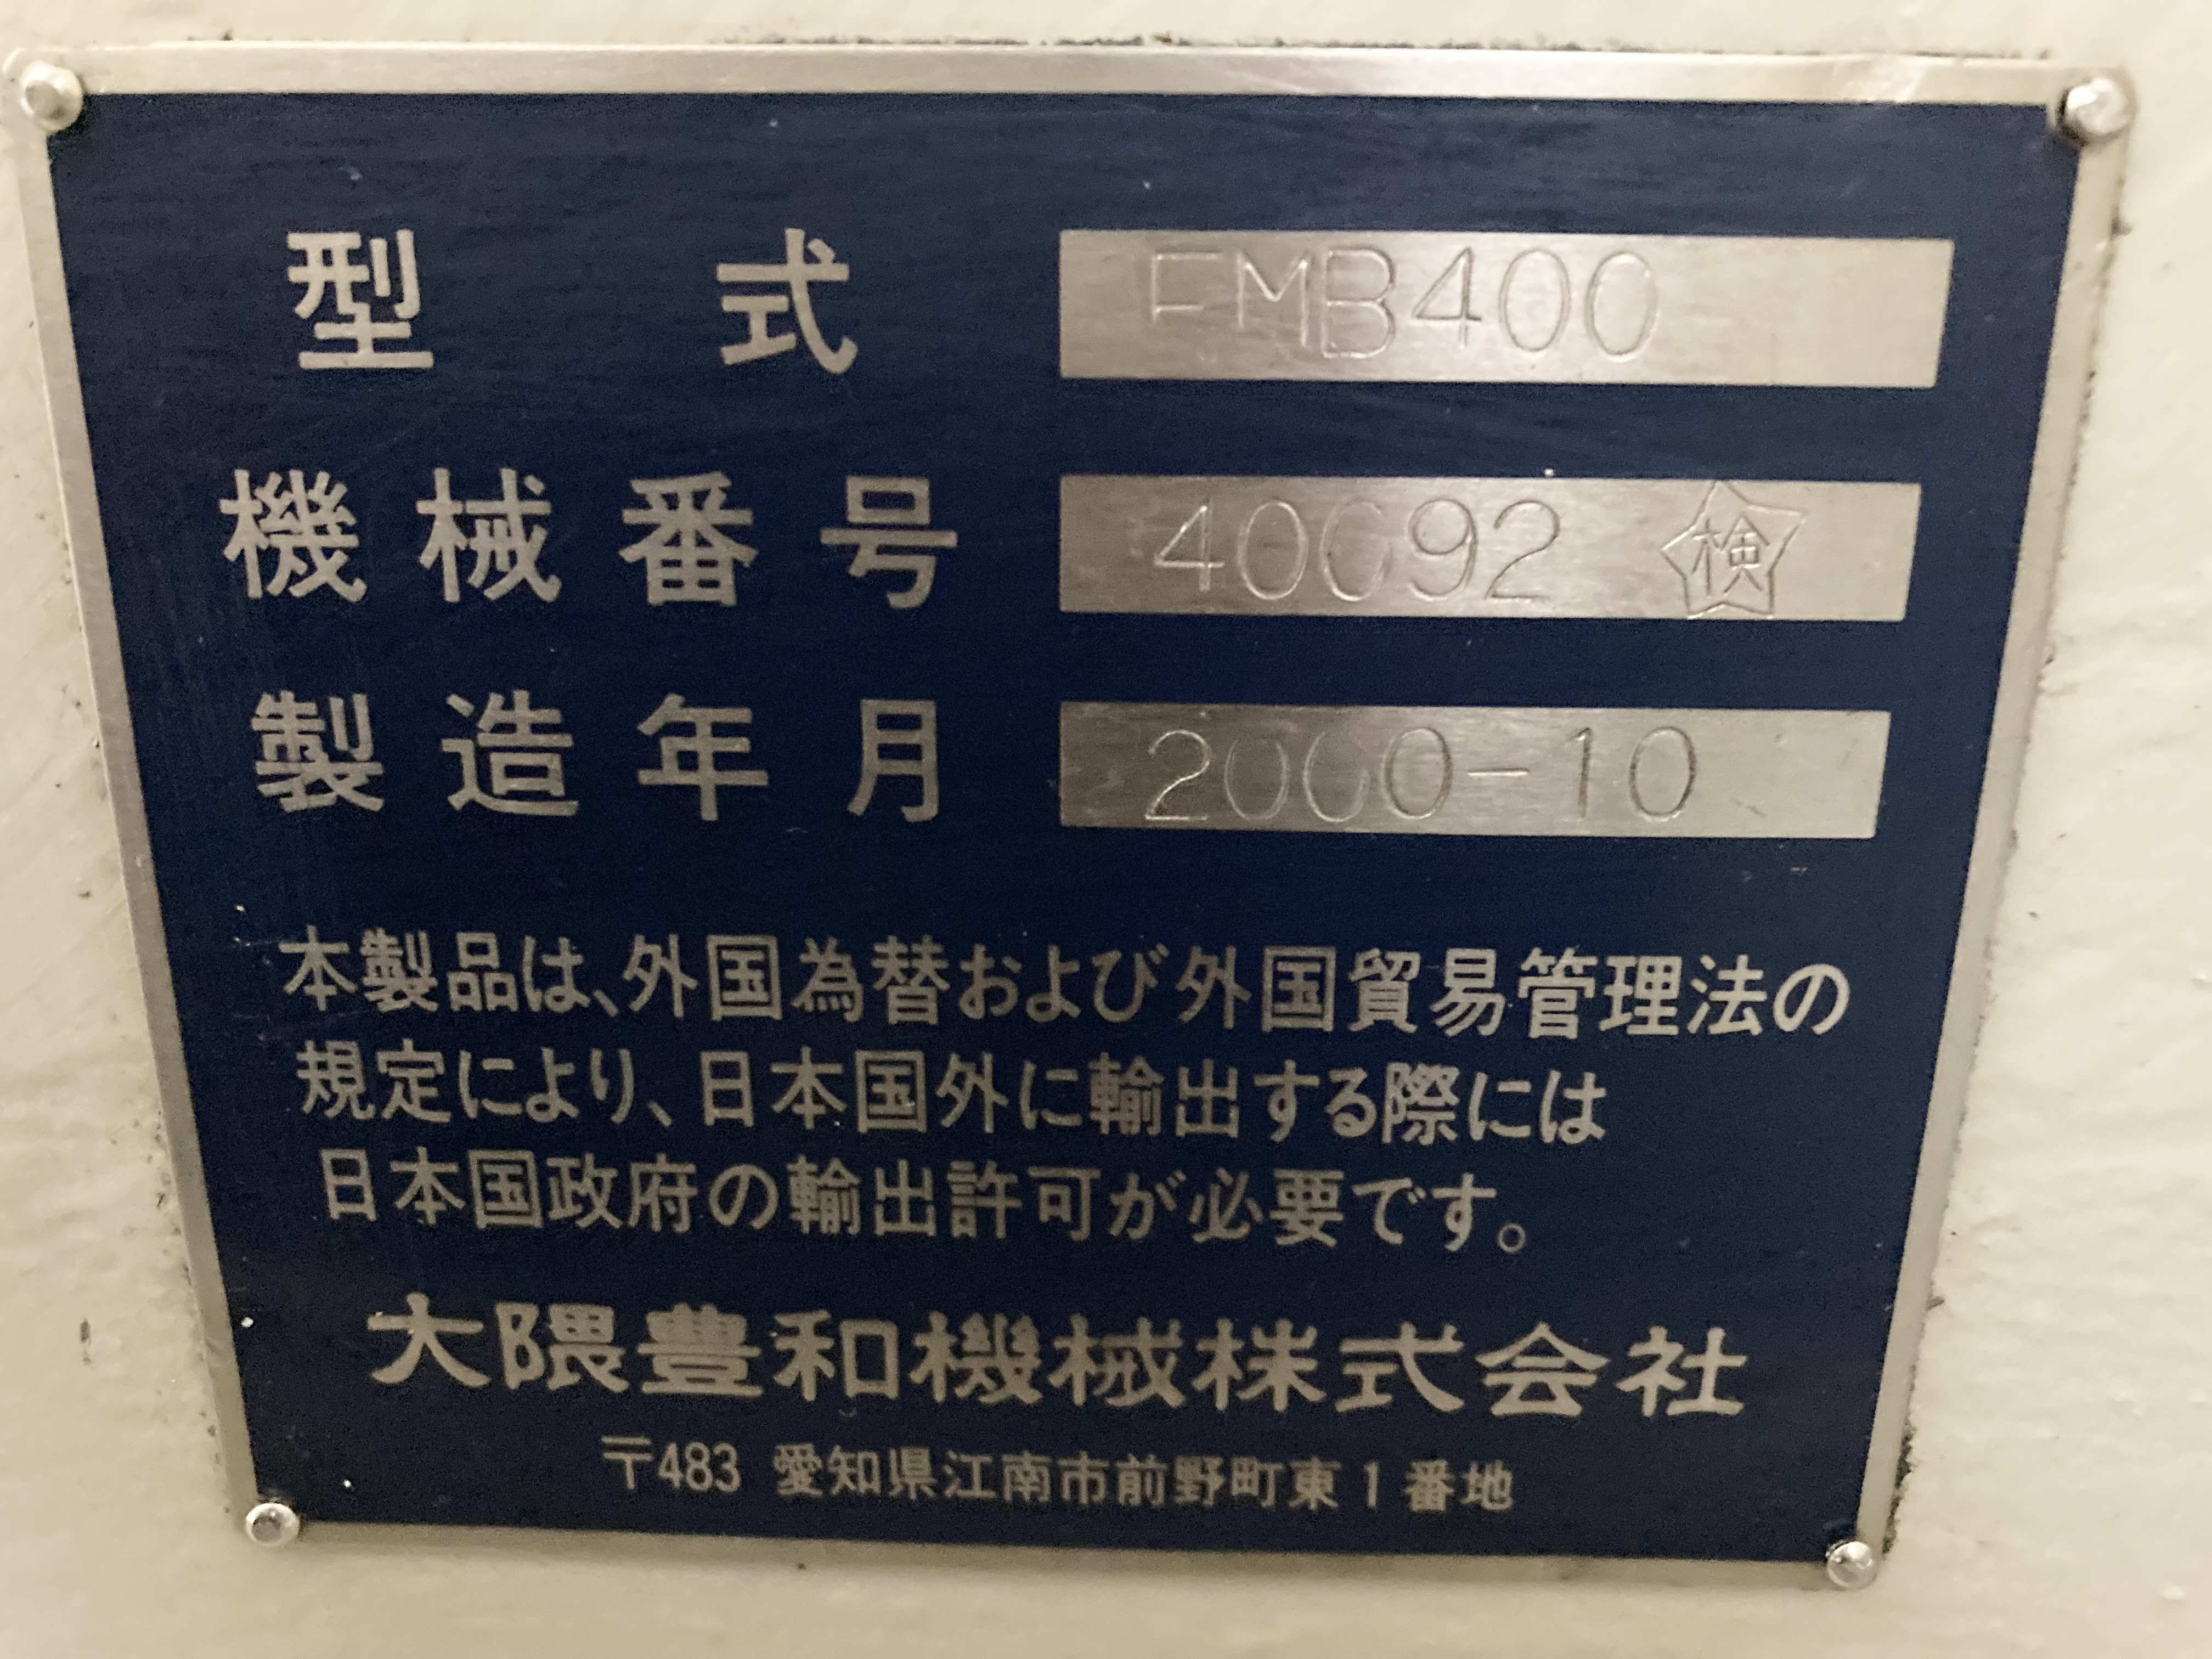 型式 FMB400
機械番号 40092 検
製造年月 2000-10
本製品は、外国為替および外国貿易管理法の
規定により、日本国外に輸出する際には
日本国政府の輸出許可が必要です。
大隈豊和機械株式会社
〒483 愛知県江南市前野町東1番地